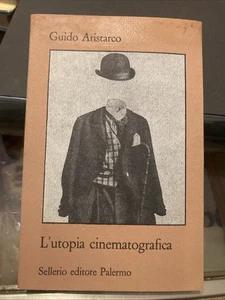 Guido Aristarco
L'utopia cinematografica
Sellerio editore Palermo